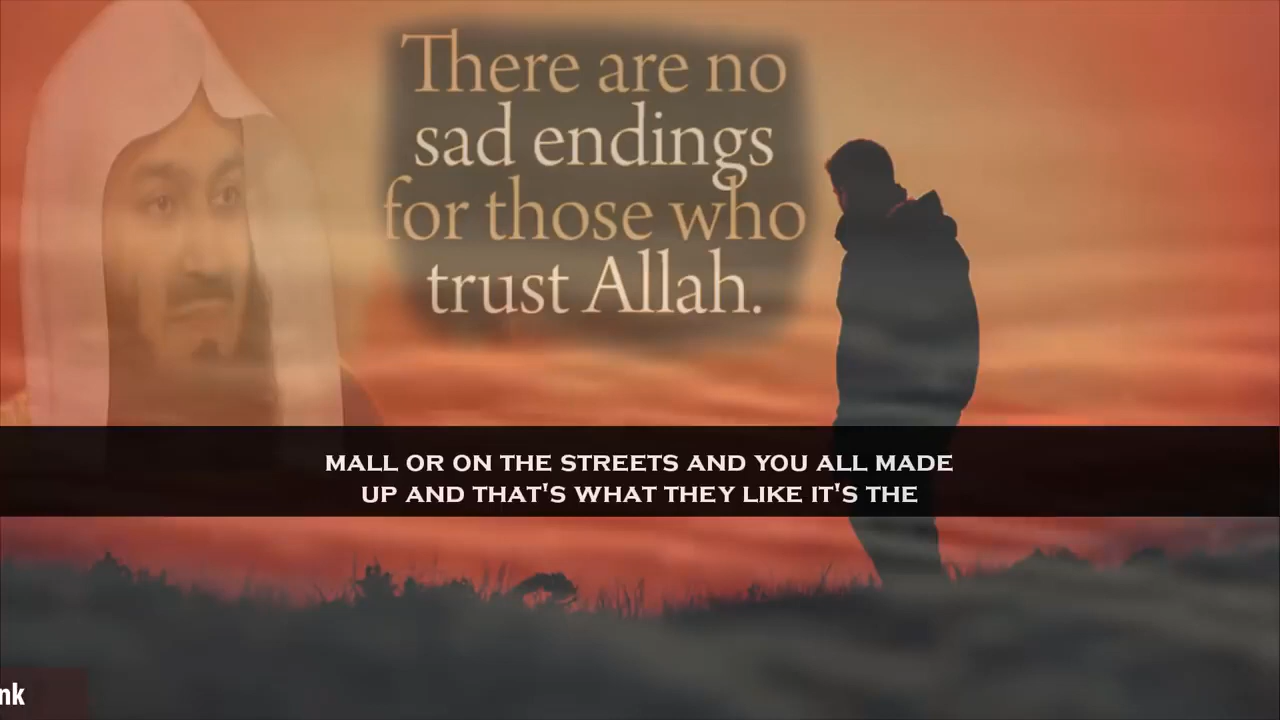 There are no
sad endings
for those who
trust Allah.
MALL OR ON THE STREETS AND YOU ALL MADE
UP AND THAT'S WHAT THEY LIKE IT'S THE
nk